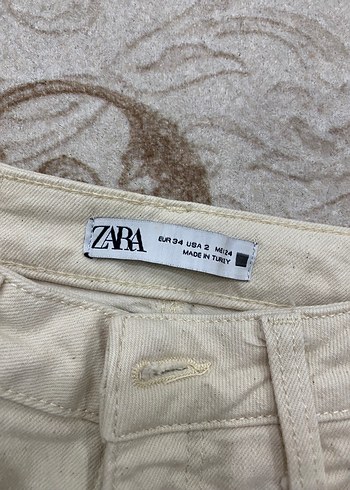 ZARA
EUR 34 USA 2 MEX 24
MADE IN TURKEY